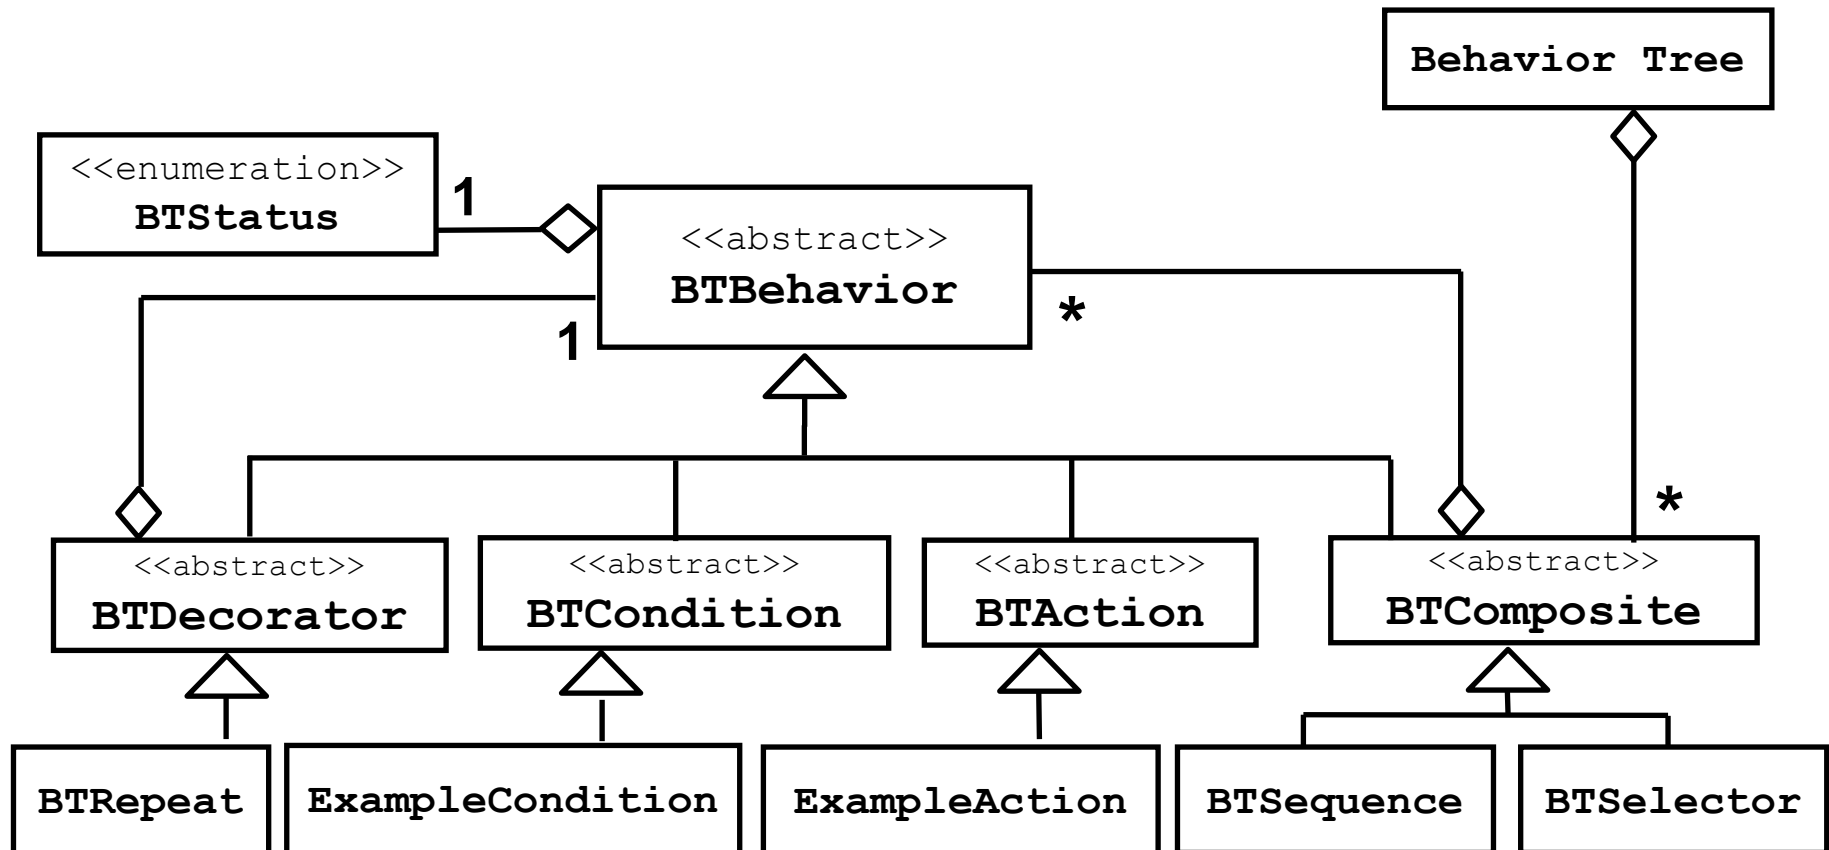 Behavior Tree
<<enumeration>>
BTStatus
1
<<abstract>>
BTBehavior
1
*
*
<<abstract>>
BTDecorator
<<abstract>>
BTCondition
<<abstract>>
BTAction
<<abstract>>
BTComposite
BTRepeat
ExampleCondition
ExampleAction
BTSequence
BTSelector